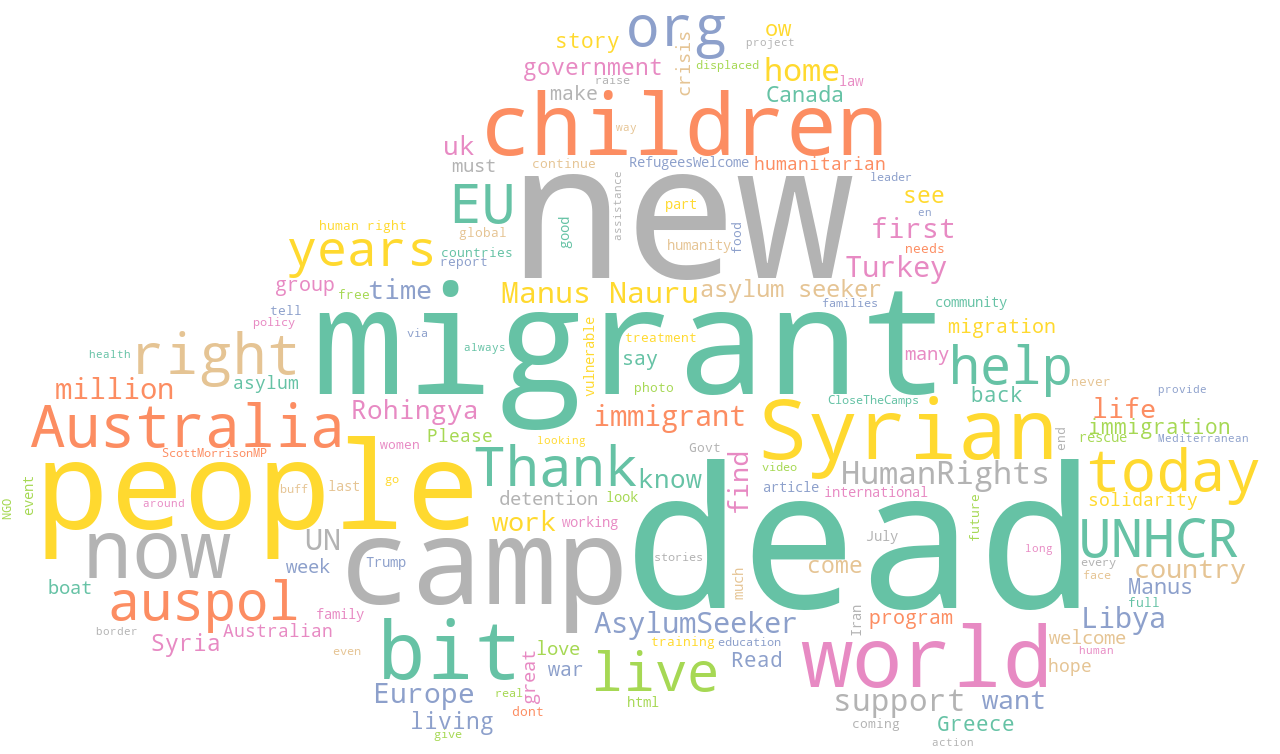 org
ow
story
project
government
crisis
displaced
home
raise
law
make
Canada
children
way
uk
must
continue
RefugeesWelcome
humanitarian
new
leader
EU
assistance
part
see
en
human right
global
good
first
years
countries
humanity
food
needs
report
Turkey
group
free
time
Manus Nauru
asylum seeker
families
community
tell
policy
via
migrant
vulnerable
treatment
migration
health
right
always
say
many
help
asylum
million
photo
back
never
provide
CloseTheCamps
Australia
Rohingya
immigrant
Syrian
life
immigration
Please
women
looking
Govt
end
rescue
Mediterranean
ScottMorrisonMP
people
Thank
know
find
video
HumanRights
today
NGO
event
around
buff
last
go
detention
look
article
international
solidarity
dead
now
UN
camp
work
working
future
UNHCR
July
long
Trump
stories
week
come
every
country
face
boat
auspol
much
Manus
full
family
AsylumSeeker
Iran
program
Libya
border
Syria
Australian
even
bit
love
training
education
world
welcome
human
war
live
Read
hope
great
Europe
real
html
support
want
living
dont
coming
Greece
give
action